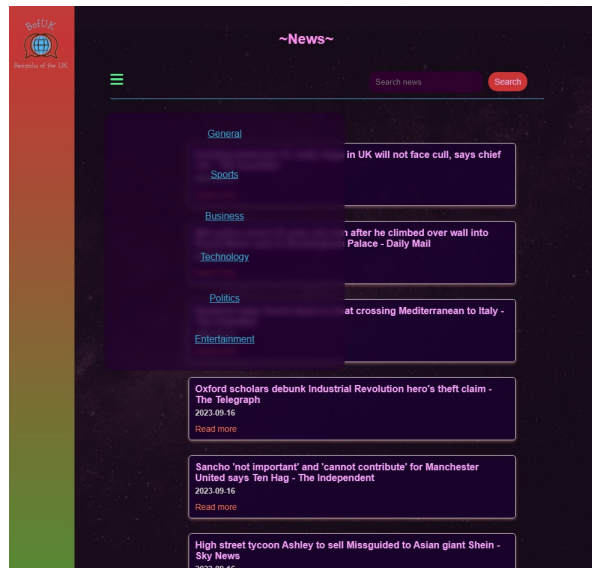 BofUK
~News~
Search news
Search
General
in UK will not face cull, says chief
Sports
Business
after he climbed over wall into
Palace - Daily Mail
Technology
Politics
at crossing Mediterranean to Italy -
Entertainment
Oxford scholars debunk Industrial Revolution hero's theft claim -
The Telegraph
2023-09-16
Read more
Sancho 'not important' and 'cannot contribute' for Manchester
United says Ten Hag - The Independent
2023-09-16
Read more
High street tycoon Ashley to sell Missguided to Asian giant Shein -
Sky News
2023-09-16